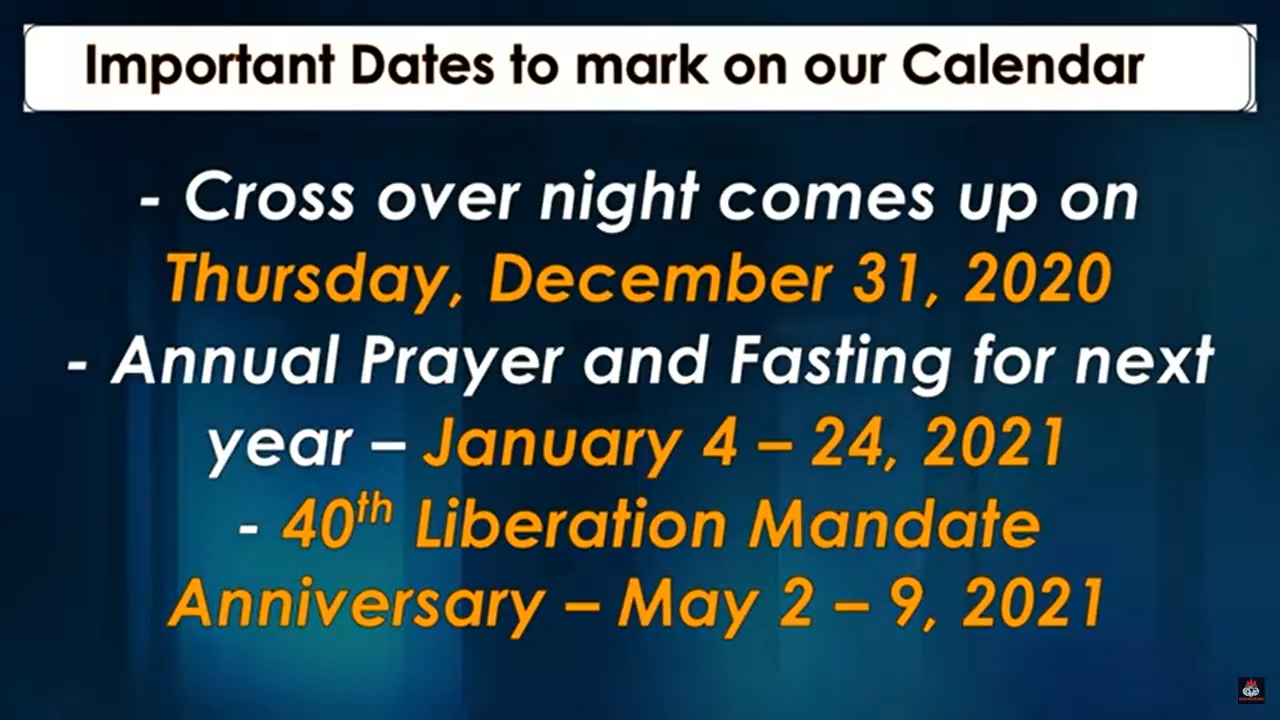 Important Dates to mark on our Calendar
- Cross over night comes up on
Thursday, December 31, 2020
- Annual Prayer and Fasting for next
year – January 4 – 24, 2021
- 40th Liberation Mandate
Anniversary – May 2 – 9, 2021